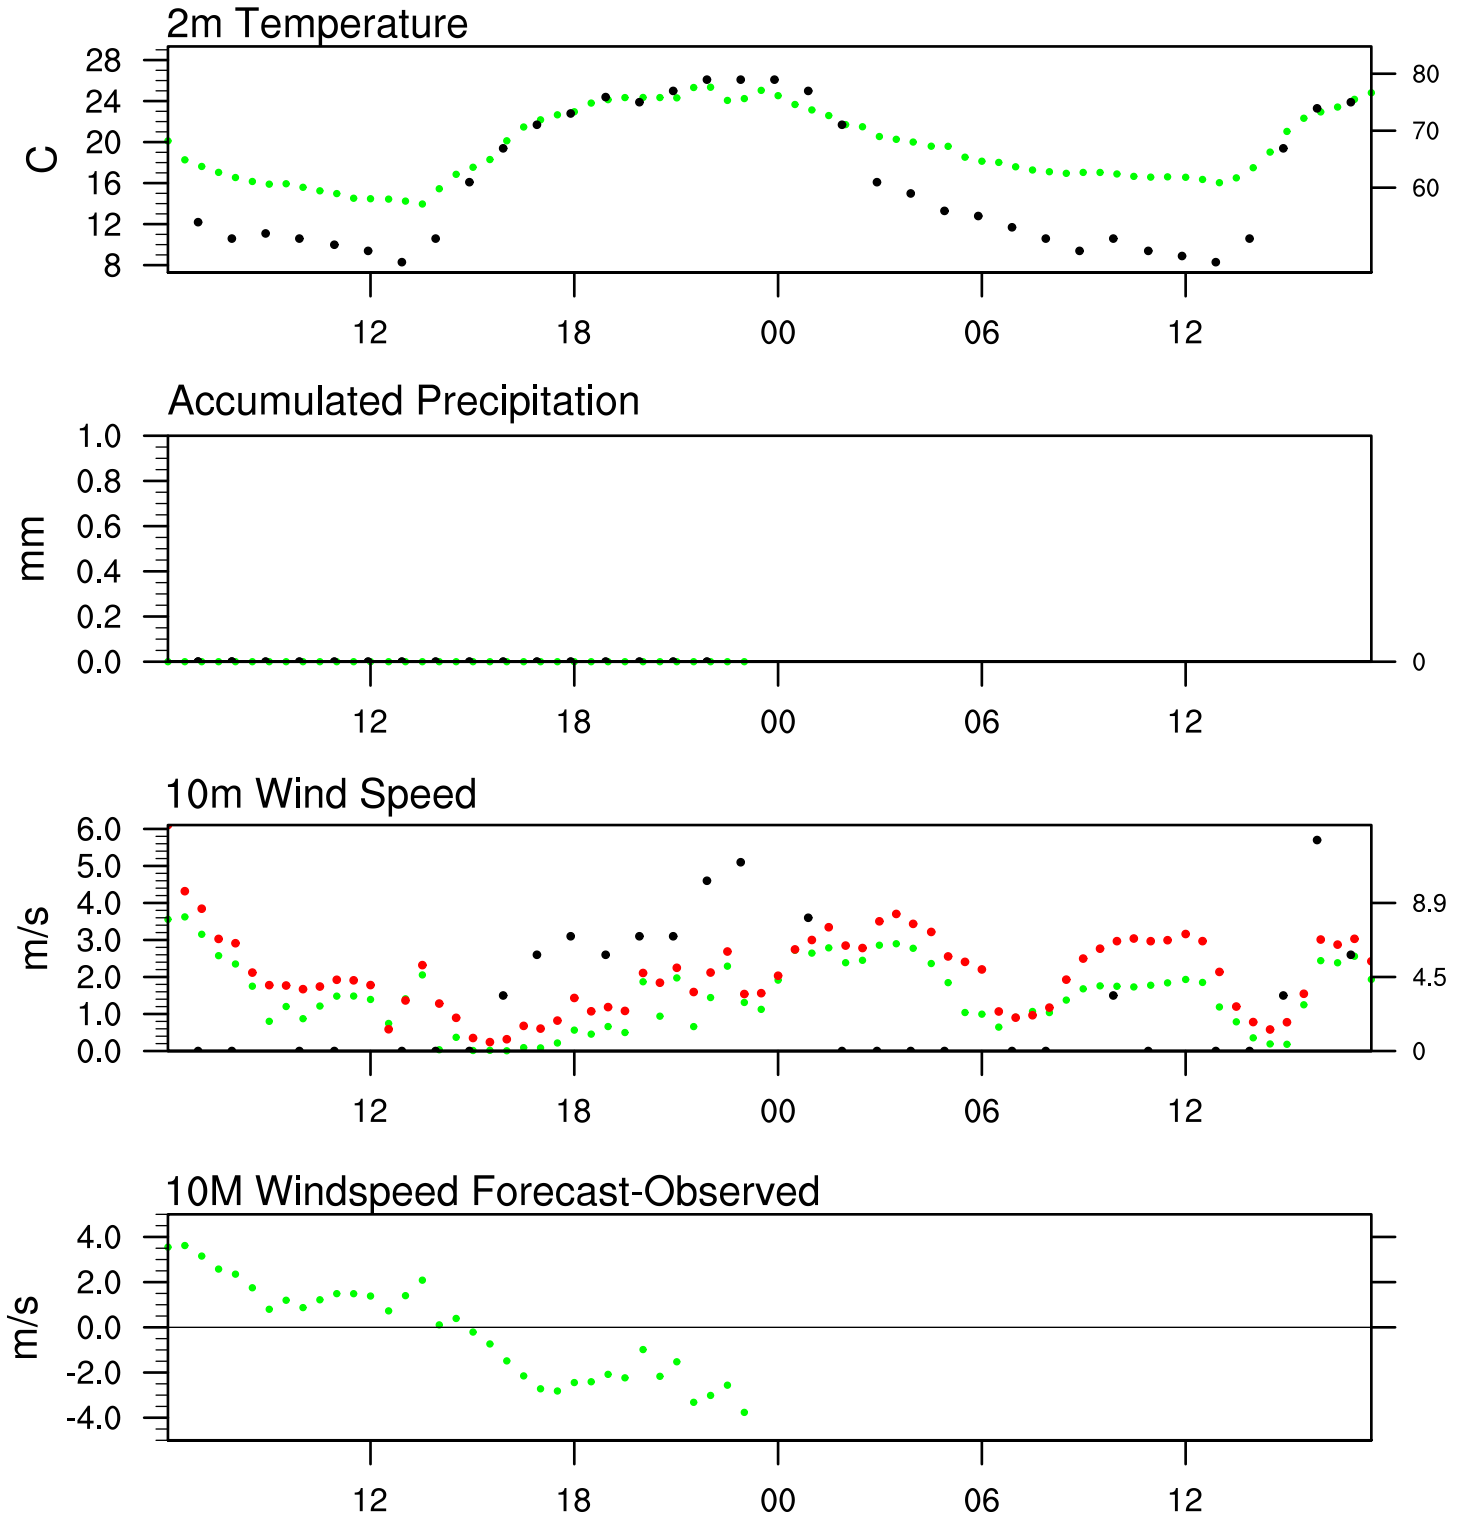 2m Temperature
28
24
20
16
12
8
C
80
70
60
12 18 00 06 12
Accumulated Precipitation
1.0
0.8
0.6
0.4
0.2
0.0
mm
0
12 18 00 06 12
10m Wind Speed
6.0
5.0
4.0
3.0
2.0
1.0
0.0
m/s
8.9
4.5
0
12 18 00 06 12
10M Windspeed Forecast-Observed
4.0
2.0
0.0
-2.0
-4.0
m/s
12 18 00 06 12